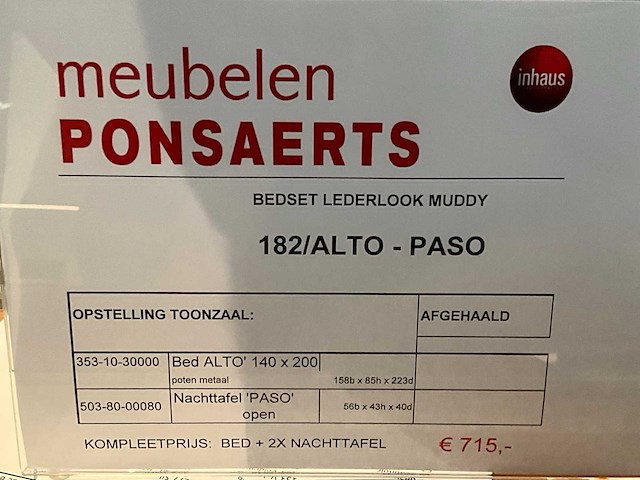 meubelen
inhaus
PONSAERTS
BEDSET LEDERLOOK MUDDY
182/ALTO - PASO
OPSTELLING TOONZAAL: AFGEHAALD
353-10-30000 Bed ALTO' 140 x 200
poten metaal 158b x 85h x 223d
503-80-00080 Nachttafel 'PASO' 56b x 43h x 40d
open
KOMPLEETPRIJS: BED + 2X NACHTTAFEL € 715,-